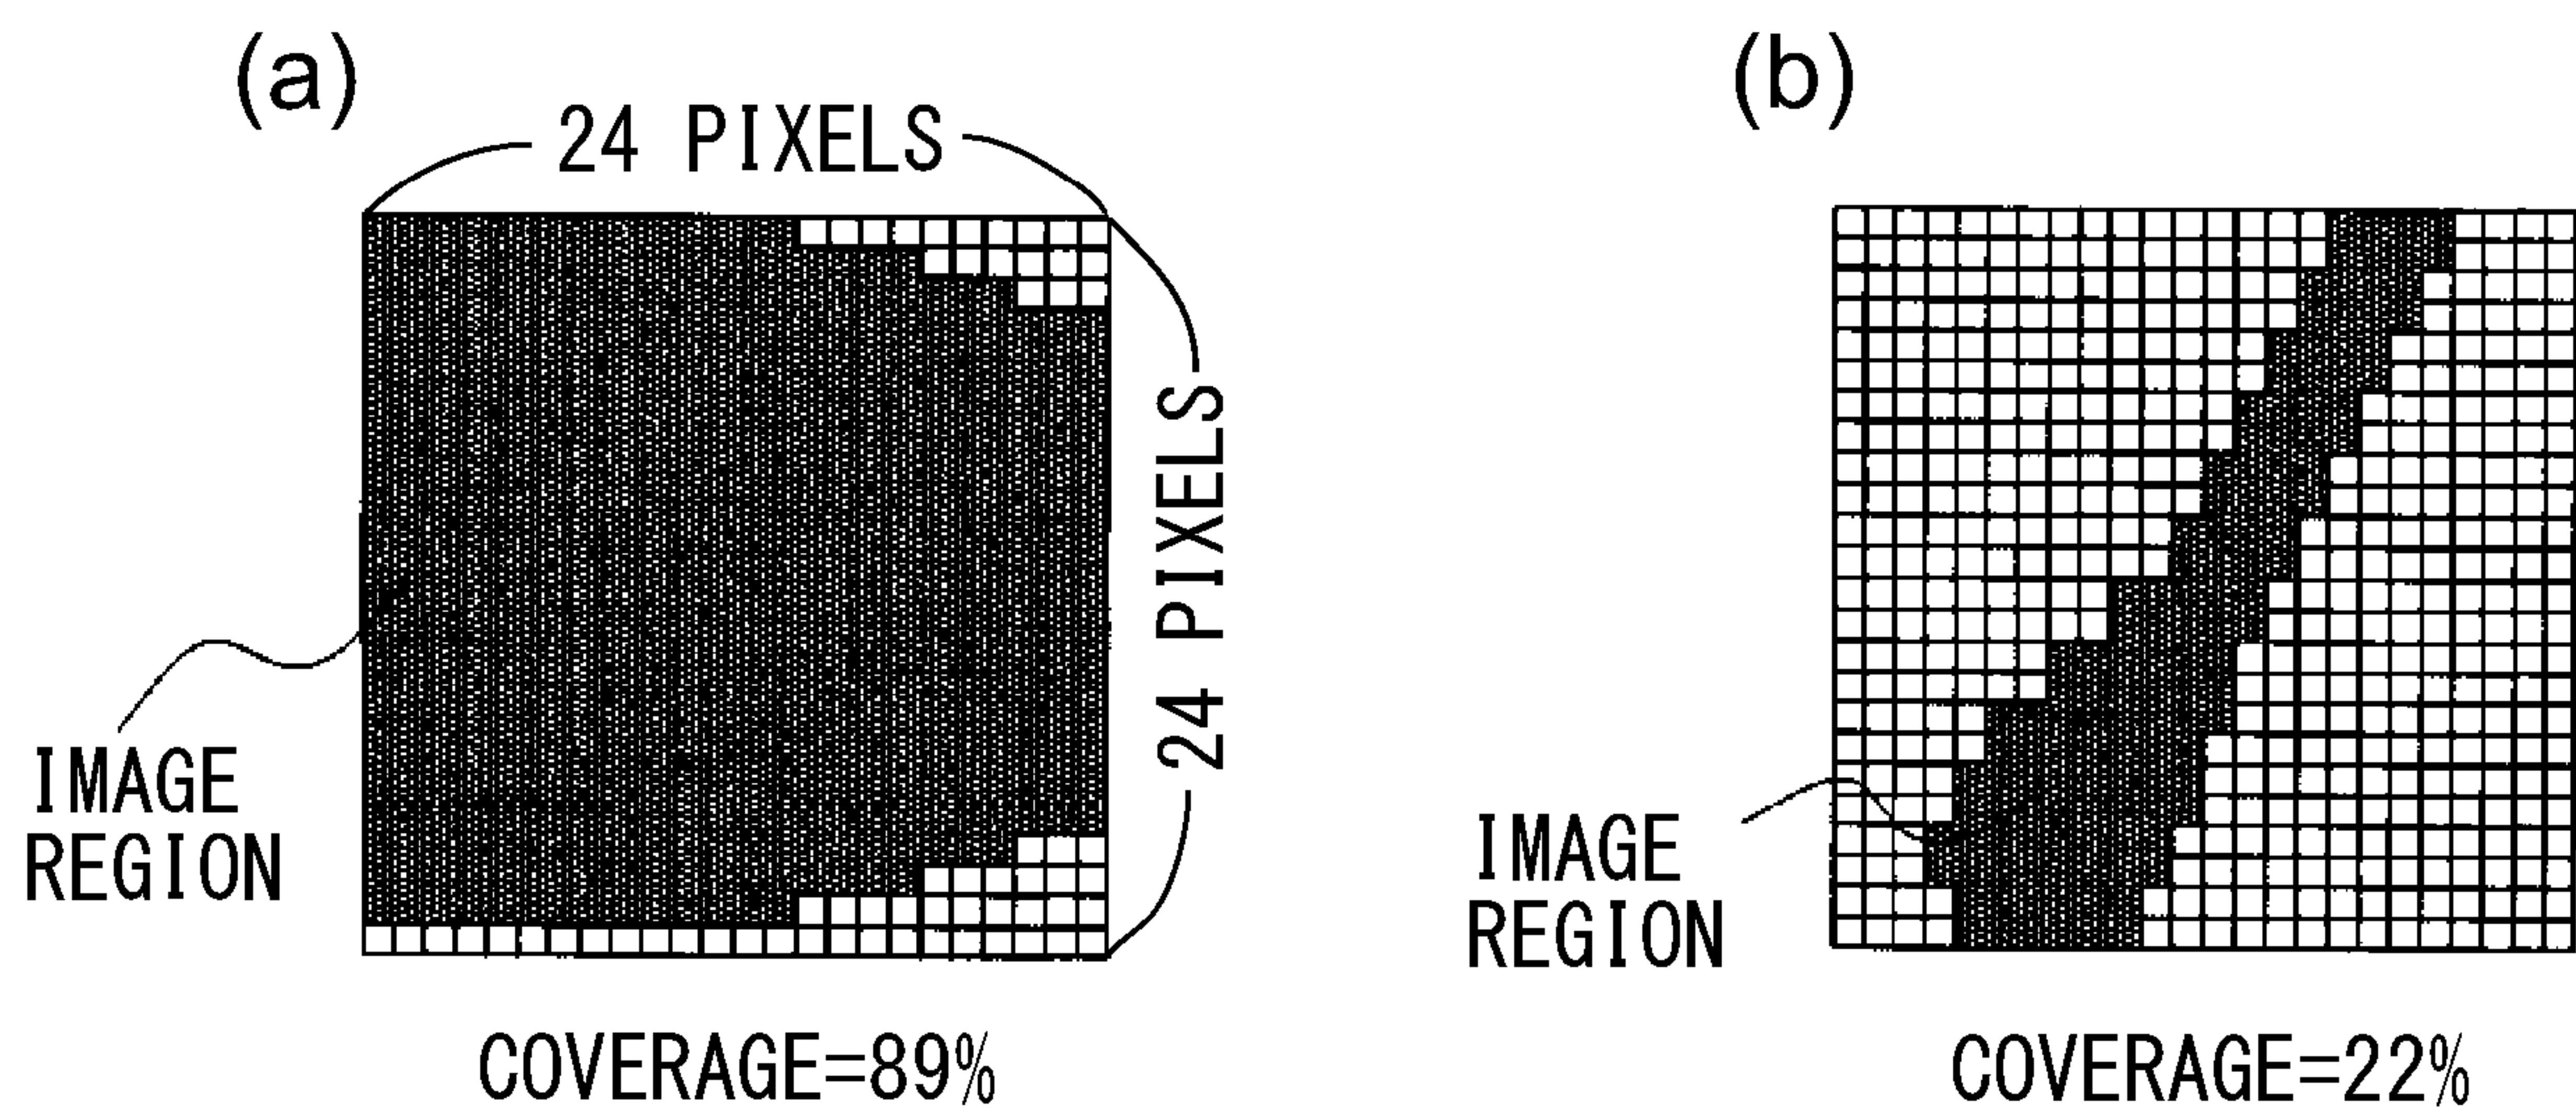 (a)
24 PIXELS
24 PIXELS
IMAGE
REGION
COVERAGE=89%
(b)
IMAGE
REGION
COVERAGE=22%